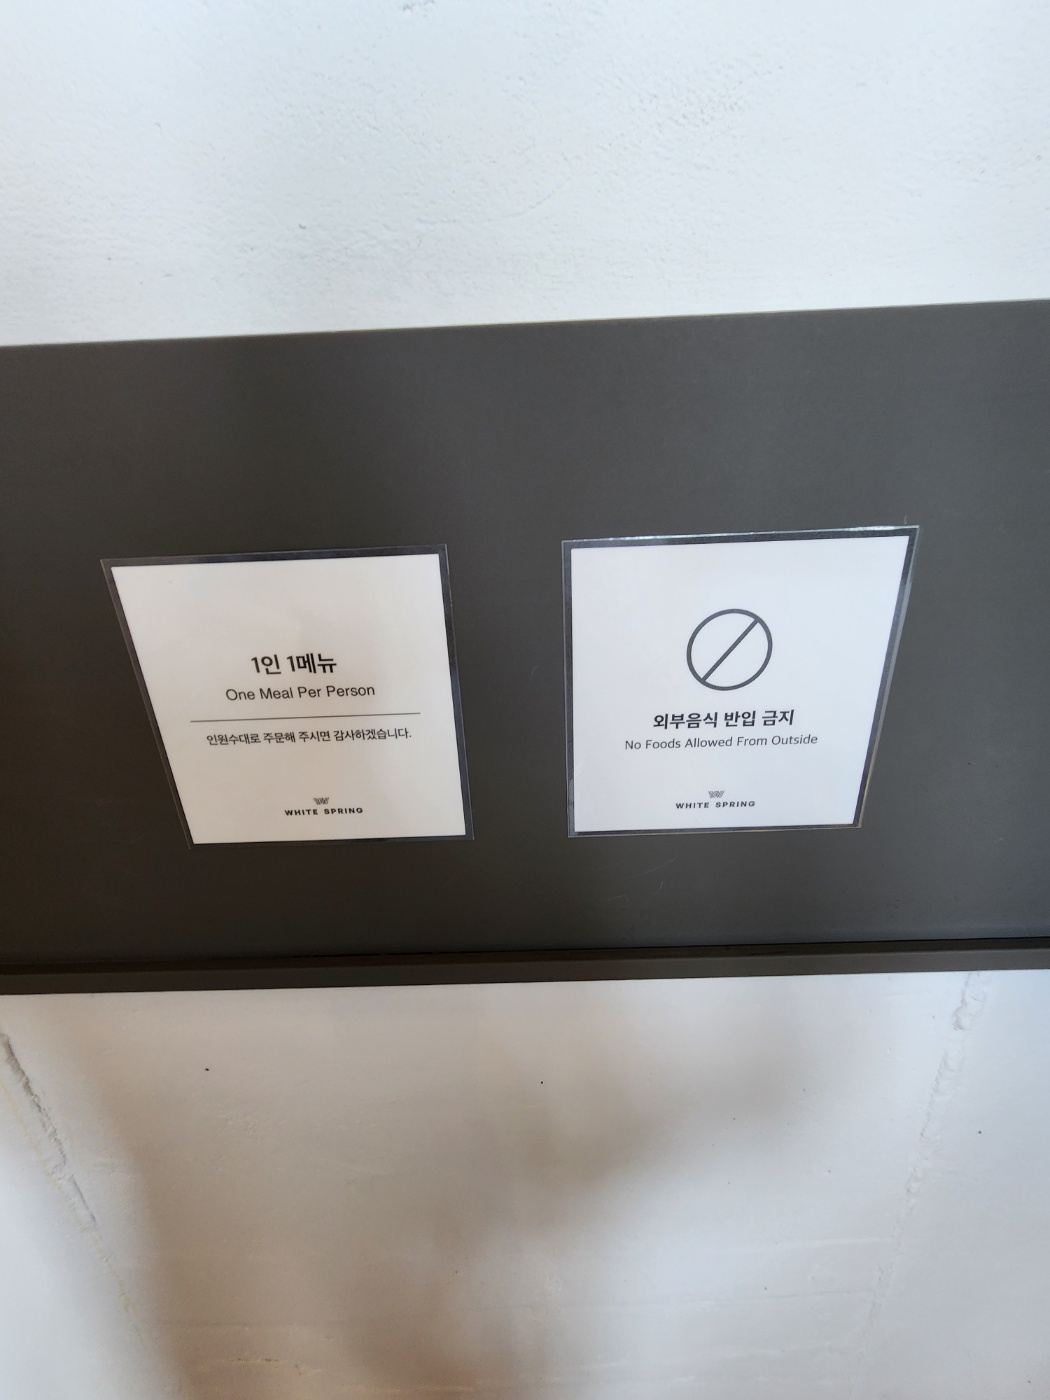 1인 1메뉴
One Meal Per Person
인원수대로 주문해 주시면 감사하겠습니다.
WHITE SPRING
외부음식 반입 금지
No Foods Allowed From Outside
WHITE SPRING